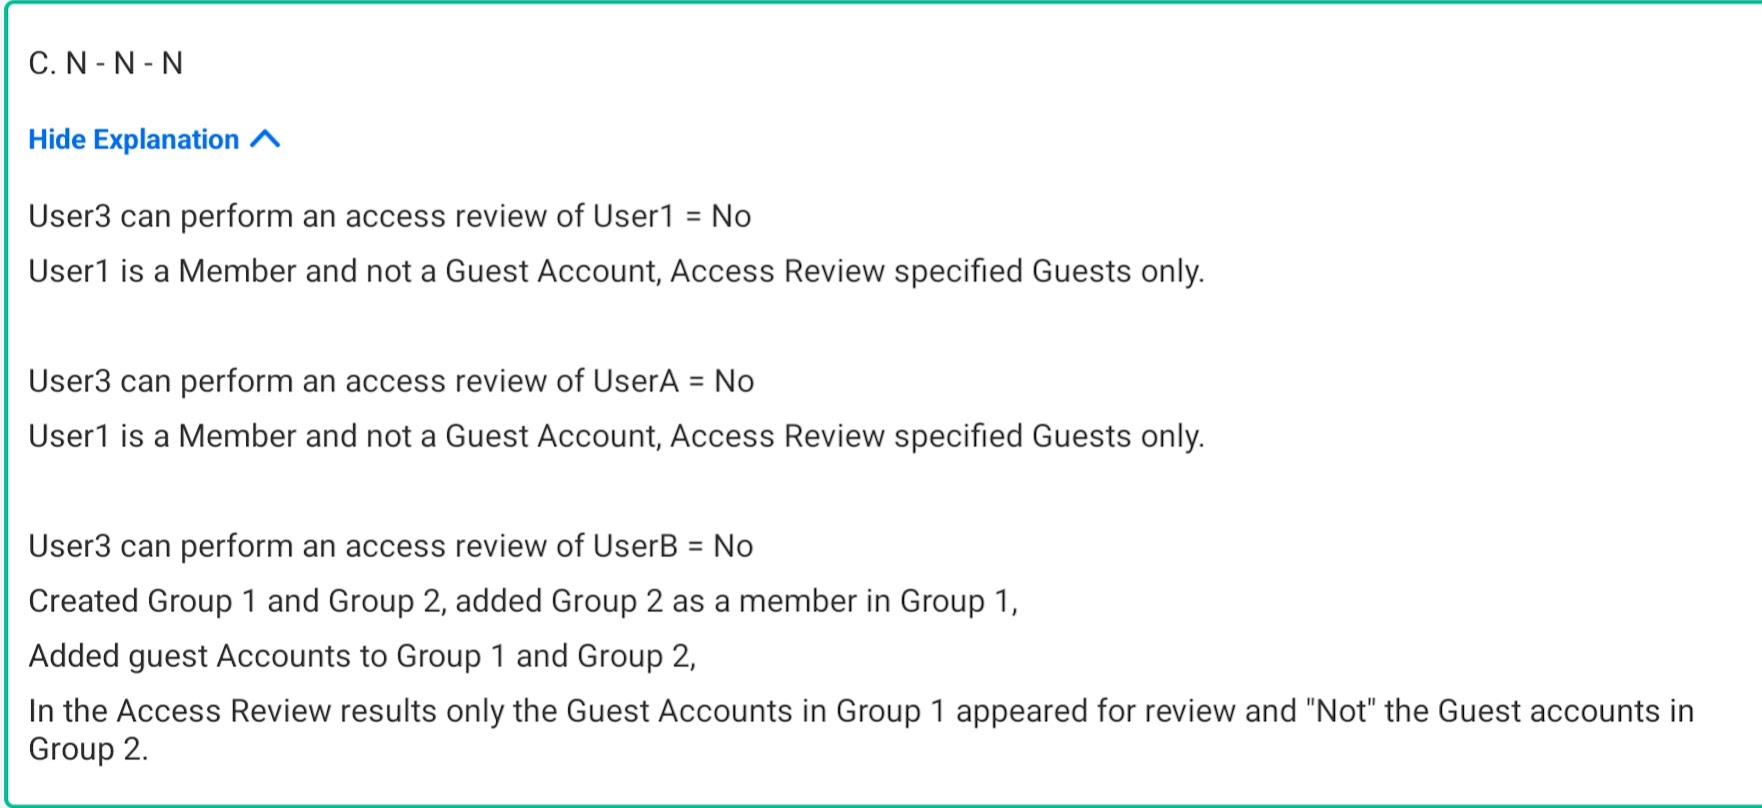 C. N - N - N
Hide Explanation
User3 can perform an access review of User1 = No
User1 is a Member and not a Guest Account, Access Review specified Guests only.
User3 can perform an access review of UserA = No
User1 is a Member and not a Guest Account, Access Review specified Guests only.
User3 can perform an access review of UserB = No
Created Group 1 and Group 2, added Group 2 as a member in Group 1,
Added guest Accounts to Group 1 and Group 2,
In the Access Review results only the Guest Accounts in Group 1 appeared for review and "Not" the Guest accounts in
Group 2.